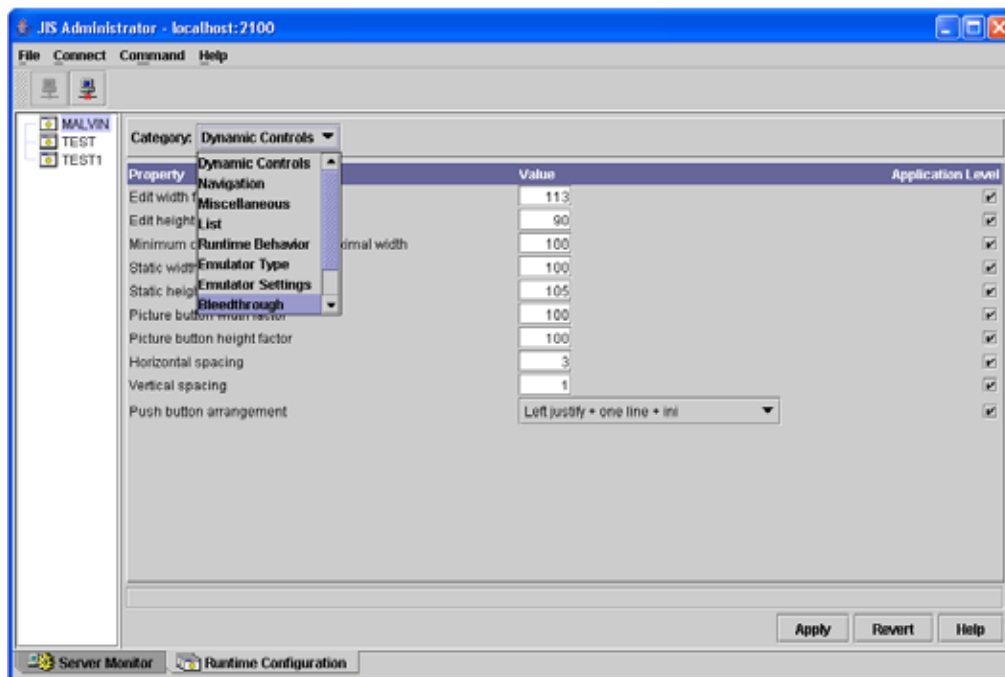 JIS Administrator - localhost:2100
File Connect Command Help
MALVIN
TEST
TEST1
Category: Dynamic Controls
Dynamic Controls
Navigation
Miscellaneous
List
Runtime Behavior
Emulator Type
Emulator Settings
Bleedthrough
Property Value Application Level
Edit width 113
Edit height 90
Minimum width 100
Static width 100
Static 105
Picture button width factor 100
Picture button height factor 100
Horizontal spacing 3
Vertical spacing 1
Push button arrangement Left justify + one line + ini
Apply Revert Help
Server Monitor Runtime Configuration